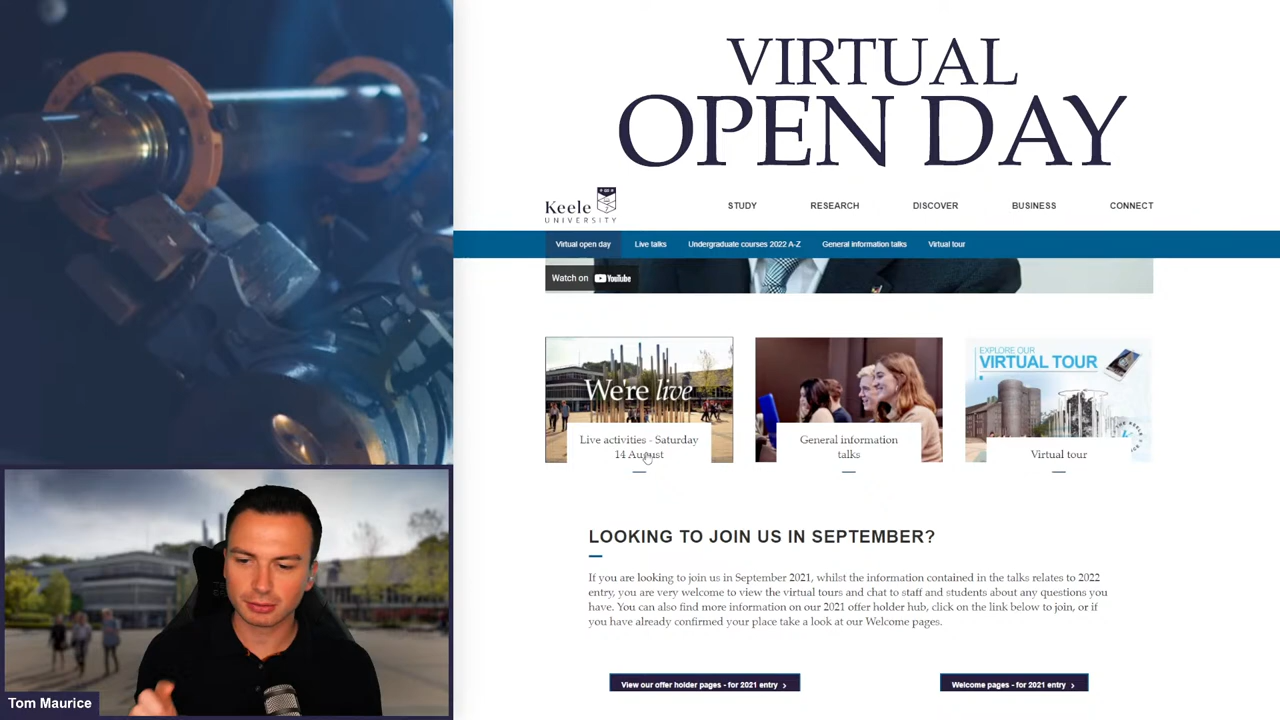 VIRTUAL
OPEN DAY
Keele
UNIVERSITY
STUDY
RESEARCH
DISCOVER
BUSINESS
CONNECT
Virtual open day
Live talks
Undergraduate courses 2022 A-Z
General information talks
Virtual tour
Watch on YouTube
We're live
Live activities - Saturday
14 August
General information
talks
EXPLORE OUR
VIRTUAL TOUR
Virtual tour
LOOKING TO JOIN US IN SEPTEMBER?
If you are looking to join us in September 2021, whilst the information contained in the talks relates to 2022
entry, you are very welcome to view the virtual tours and chat to staff and students about any questions you
have. You can also find more information on our 2021 offer holder hub, click on the link below to join, or if
you have already confirmed your place take a look at our Welcome pages.
View our offer holder pages - for 2021 entry
Welcome pages - for 2021 entry
Tom Maurice